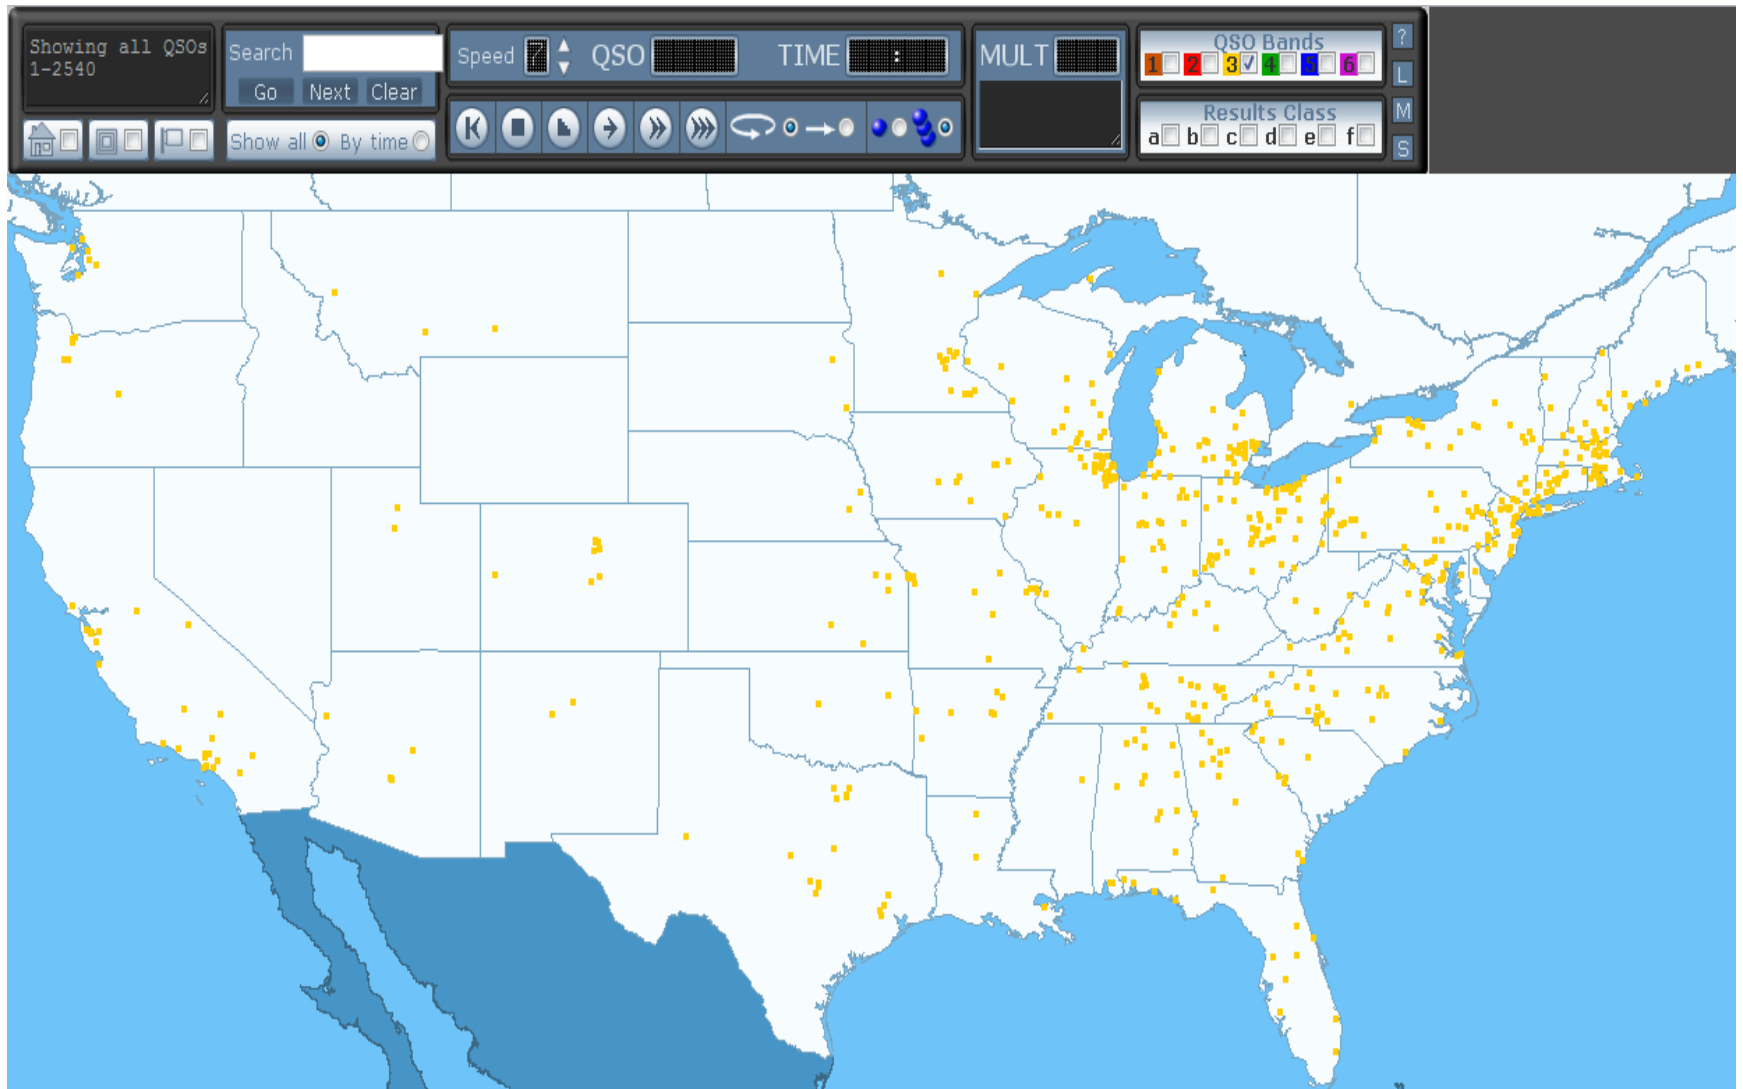 Showing all QSOs
1-2540
Search
Go Next Clear
Show all By time
Speed 7 QSO TIME :
MULT
QSO Bands
1 2 3 4 5 6
Results Class
a b c d e f
?
L
M
S